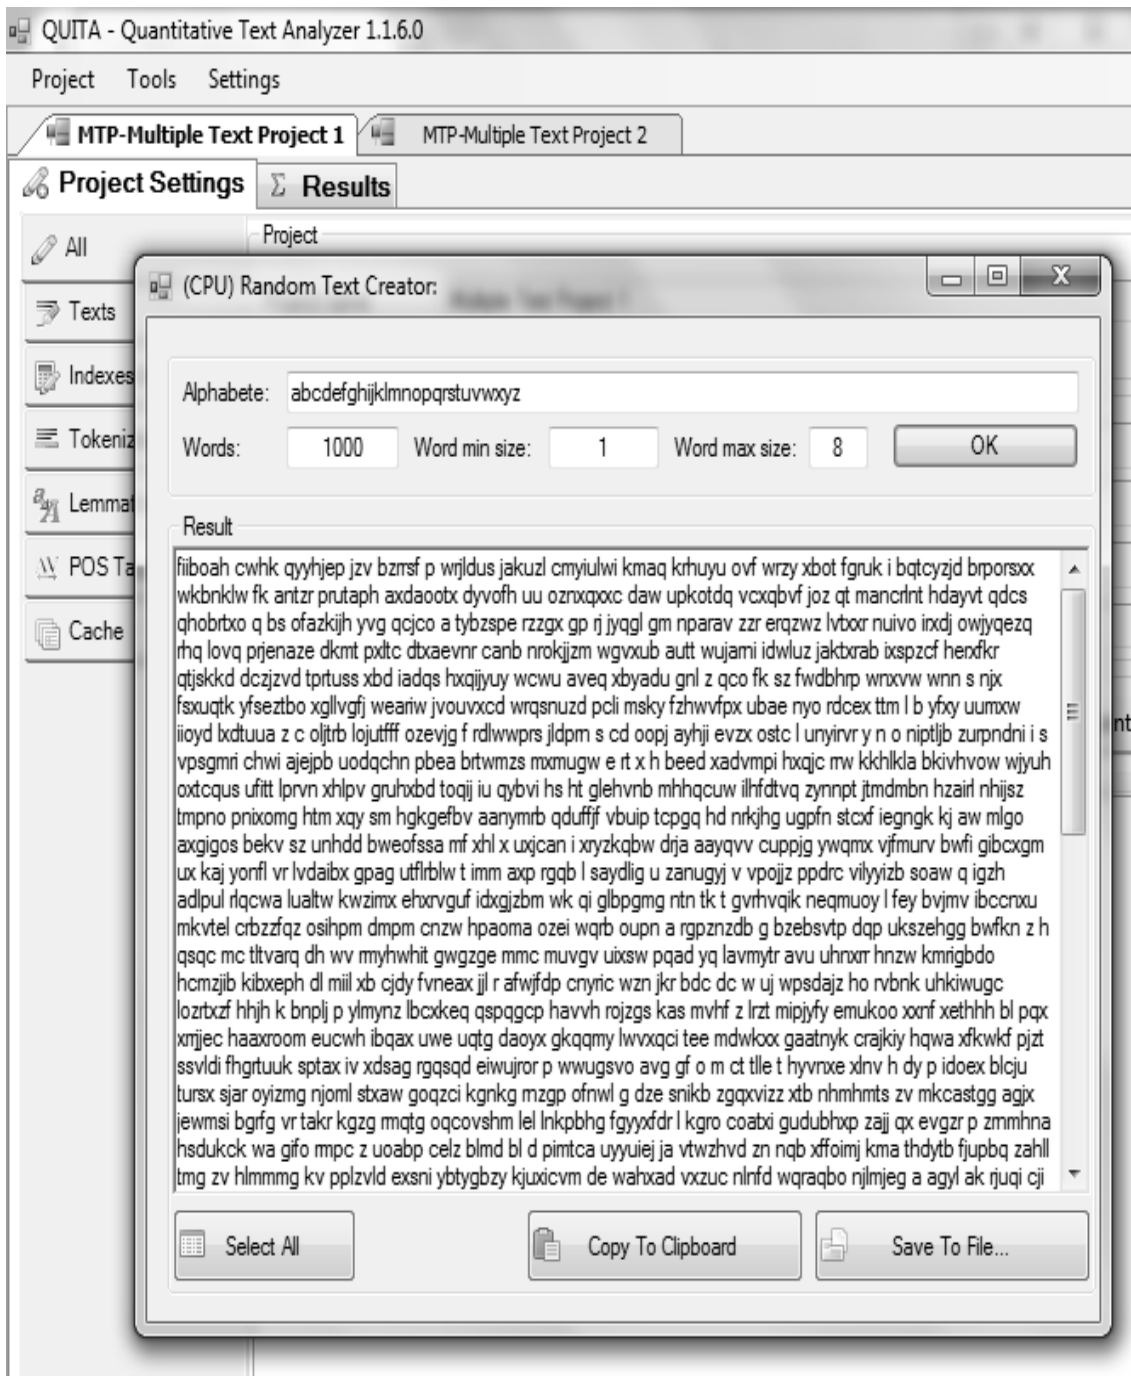 QUITA - Quantitative Text Analyzer 1.1.6.0
Project Tools Settings
MTP-Multiple Text Project 1 MTP-Multiple Text Project 2
Project Settings Σ Results
All
Project
(CPU) Random Text Creator:
Texts
Indexes
Alphabete: abcdefghijklmnopqrstuvwxyz
Tokeniz
Words: 1000 Word min size: 1 Word max size: 8 OK
Lemmat
Result
POS Ta
Cache
fiiboah cwhk qyyhjep jzv bzrrsf p wrjldus jakuzl cmyiulwi kmaq krhuyu ovf wrzy xbot fgruk i bqtcyzjd brporsxx
wkbnklw fk antzr prutaph axdaootx dyvofh uu oznxqxxc daw upkotdq vcxqbvf joz qt mancrlnt hdayvt qdcs
qhobrtxo q bs ofazkijh yvg qcjco a tybzspe rzzgx gp rj jyqgl gm nparav zzr erqzwz lvtxxr nuivo irxdj owjyqezq
rhq lovq prjenaze dkmt pxltc dtxaevnr canb nrokjjzm wgvxub autt wujami idwluz jaktxrab ixspzcf henxfkr
qtjskkd dczjzvd tprtuss xbd iadqs hxqijyuy wcwu aveq xbyadu gnl z qco fk sz fwdbhrp wnxvw wnn s njx
fsxuqtk yfseztbo xgllvgfj weariw jvouvxcd wrqsnuzd pcli msky fzhwvfpx ubae nyo rdcex ttm l b yfxy uumxw
iioyd lxdtuua z c oljtrb lojutfff ozevjg f rdlwwprs jldprn s cd oopj ayhji evzx ostc l unyirvr y n o niptljb zurpndni i s
vpsgmri chwi ajejpb uodqchn pbea brtwmzs mxmugw e rt x h beed xadvmpi hxqjc rrw kkhlkla bkivhvow wjyuh
oxtcqus ufitt lprvn xhlpv gruhxbd toqij iu qybvi hs ht glehvnb mhhqcuw ilhfdtvq zynnpt jtmdmbn hzairl nhijsz
tmpno pnixomg htm xqy sm hgkgefbv aanymrb qduffjf vbuip tcpgq hd nrkjhg ugpfn stcxf iegngk kj aw mlgo
axgigos bekv sz unhdd bweofssa mf xhl x uxjcan i xryzkqbw drja aayqvv cuppjg ywqmx vjfmurv bwfi gibcxgm
ux kaj yonfl vr lvdaibx gpag utflrblw t imm axp rgqb l saydlig u zanugyj v vpojjz ppdrc vilyyizb soaw q igzh
adlpul rlqcwa lualtw kwzimx ehxrvguf idxgjzbm wk qi glbpgmg ntn tk t gvrhvqik neqmuoy l fey bvjmv ibccnxu
mkvtel crbzzfqz osihpm dmpm cnzw hpaoma ozei wqrb oupn a rgpznzdb g bzebsvtp dqp ukszehgg bwfkn z h
qsqc mc tltvarq dh wv rmyhwhit gwgzge mmc muvgv uixsw pqad yq lavmytr avu uhnxrr hnzw kmrigbdo
hcmzjib kibxeph dl miil xb cjdy fvneax jjl r afwjfdp cnyric wzn jkr bdc dc w uj wpsdajz ho rvbnk uhkiwugc
lozrtxzf hhjh k bnplj p ylmynz lbcxkeq qspqgcp havvh rojzgs kas mvhf z lrzt mipjyfy emukoo xxrnf xethhh bl pqx
xrrjjec haaxroom eucwh ibqax uwe uqtg daoyx gkqqmy lwvxqci tee mdwkxx gaatnyk crajkiy hqwa xfkwkf pjzt
ssvldi fhgrtuuk sptax iv xdsag rgqsqd eiwujror p wwugsvo avg gf o m ct tlle t hyvnxe xlnv h dy p idoex blcju
tursx sjar oyizmg njoml stxaw goqzci kgnkg rnzgp ofnwl g dze snikb zgqxvizz xtb nhmhmts zv mkcastgg agjx
jewmsi bgrfg vr takr kgzg rmqtg oqcovshm lel lnkpbhg fgyyxfdr l kgro coatxi gudubhxp zajj qx evgzr p zmmhna
hsdukck wa gifo rmpc z uoabp celz blmd bl d pimtca uyyuiej ja vtwzhvd zn nqb xffoimj kma thdytb fjupbq zahll
tmg zv hlmmmg kv pplzvld exsni ybtygbzy kjuxicvm de wahxad vxzuc nlnfd wqraqbo njlmjeg a agyl ak rjuqi cji
Select All Copy To Clipboard Save To File...